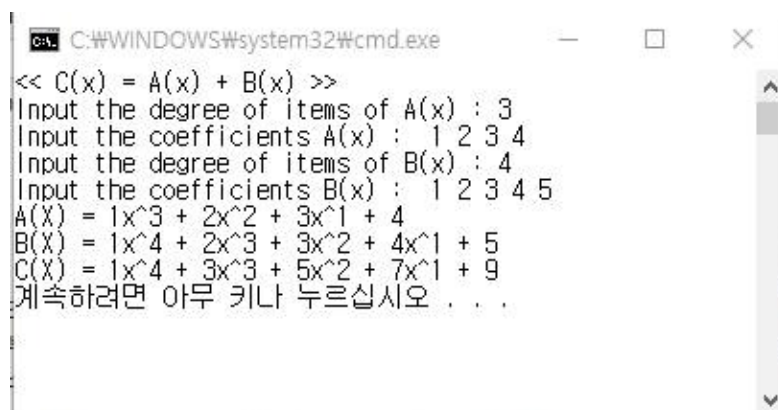 C:₩WINDOWS₩system32₩cmd.exe
<< C(x) = A(x) + B(x) >>
Input the degree of items of A(x) : 3
Input the coefficients A(x) :  1 2 3 4
Input the degree of items of B(x) : 4
Input the coefficients B(x) :  1 2 3 4 5
A(X) = 1x^3 + 2x^2 + 3x^1 + 4
B(X) = 1x^4 + 2x^3 + 3x^2 + 4x^1 + 5
C(X) = 1x^4 + 3x^3 + 5x^2 + 7x^1 + 9
계속하려면 아무 키나 누르십시오 . . .